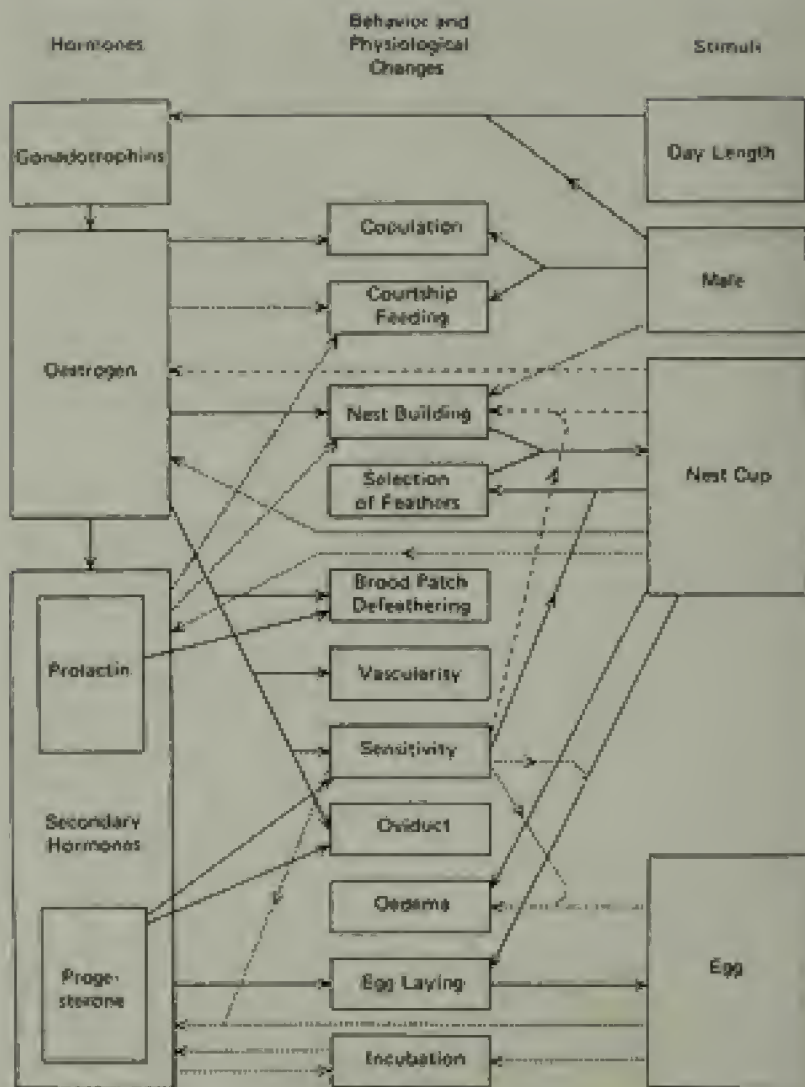 Hormones
Behavior and
Physiological
Changes
Stimuli
Gonadotrophins
Day Length
Copulation
Male
Courtship
Feeding
Oestrogen
Nest Building
Nest Cup
Selection
of Feathers
Brood Patch
Defeathering
Prolactin
Vascularity
Sensitivity
Secondary
Hormones
Oviduct
Oedema
Egg
Proge-
sterone
Egg Laying
Incubation